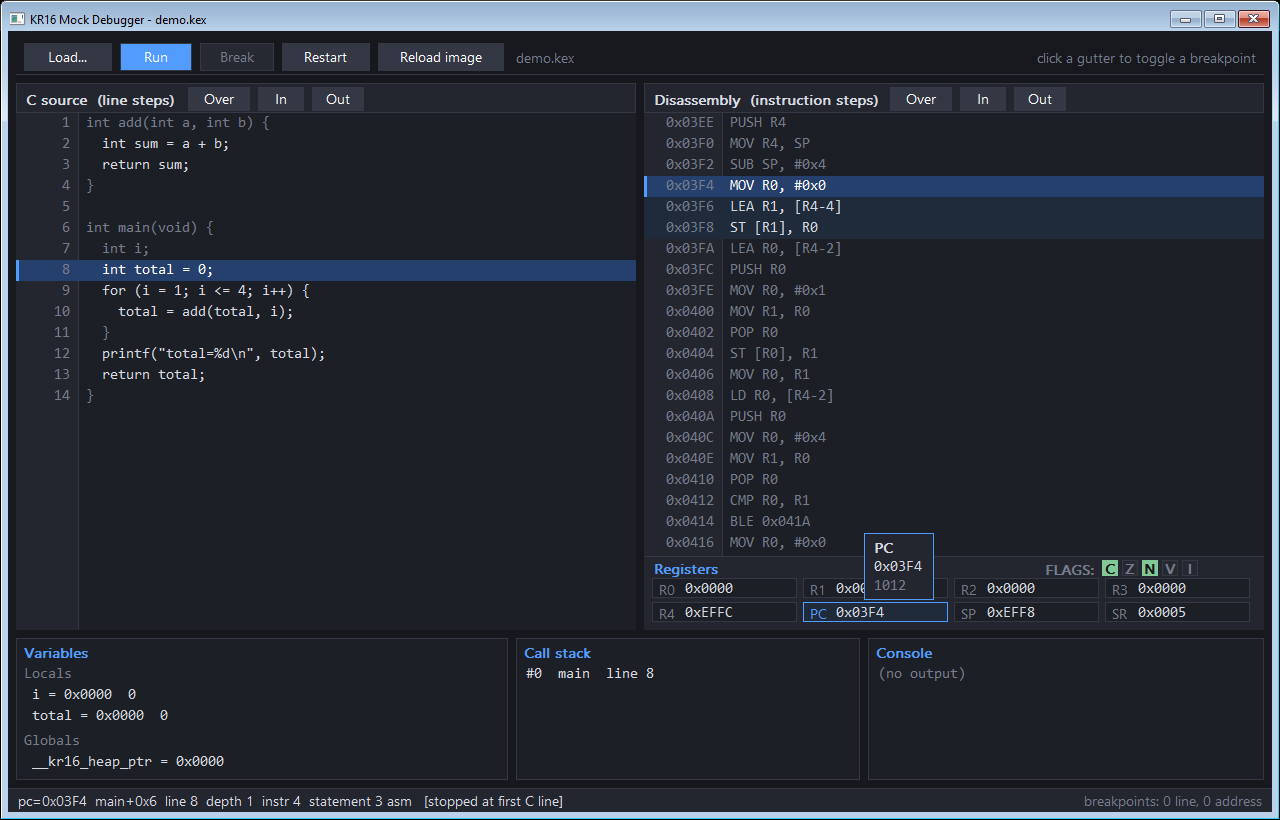 KR16 Mock Debugger - demo.kex
Load... Run Break Restart Reload image demo.kex click a gutter to toggle a breakpoint
C source (line steps) Over In Out
1 int add(int a, int b) {
2 int sum = a + b;
3 return sum;
4 }
5
6 int main(void) {
7 int i;
8 int total = 0;
9 for (i = 1; i <= 4; i++) {
10 total = add(total, i);
11 }
12 printf("total=%d\n", total);
13 return total;
14 }
Disassembly (instruction steps) Over In Out
0x03EE PUSH R4
0x03F0 MOV R4, SP
0x03F2 SUB SP, #0x4
0x03F4 MOV R0, #0x0
0x03F6 LEA R1, [R4-4]
0x03F8 ST [R1], R0
0x03FA LEA R0, [R4-2]
0x03FC PUSH R0
0x03FE MOV R0, #0x1
0x0400 MOV R1, R0
0x0402 POP R0
0x0404 ST [R0], R1
0x0406 MOV R0, R1
0x0408 LD R0, [R4-2]
0x040A PUSH R0
0x040C MOV R0, #0x4
0x040E MOV R1, R0
0x0410 POP R0
0x0412 CMP R0, R1
0x0414 BLE 0x041A
0x0416 MOV R0, #0x0
PC
0x03F4
1012
Registers FLAGS: C Z N V I
R0 0x0000 R1 0x00 R2 0x0000 R3 0x0000
R4 0xEFFC PC 0x03F4 SP 0xEFF8 SR 0x0005
Variables
Locals
i = 0x0000 0
total = 0x0000 0
Globals
__kr16_heap_ptr = 0x0000
Call stack
#0 main line 8
Console
(no output)
pc=0x03F4 main+0x6 line 8 depth 1 instr 4 statement 3 asm [stopped at first C line] breakpoints: 0 line, 0 address